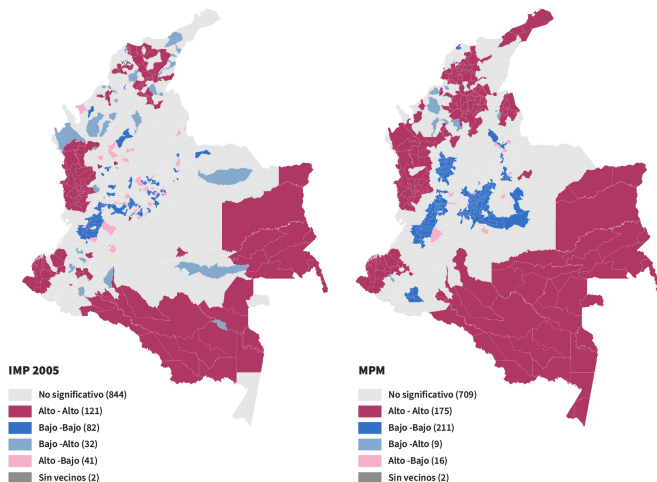 IMP 2005
No significativo (844)
Alto - Alto (121)
Bajo -Bajo (82)
Bajo -Alto (32)
Alto -Bajo (41)
Sin vecinos (2)
MPM
No significativo (709)
Alto - Alto (175)
Bajo -Bajo (211)
Bajo -Alto (9)
Alto -Bajo (16)
Sin vecinos (2)